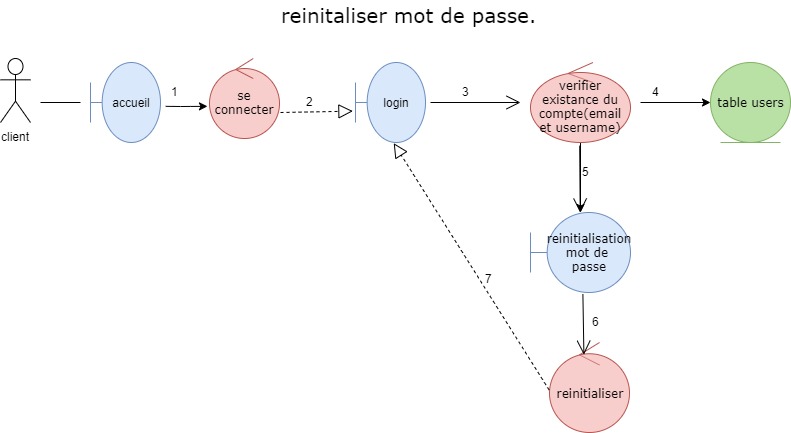 reinitaliser mot de passe.
client
accueil
1
se
connecter
2
login
3
verifier
existance du
compte(email
et username)
4
table users
5
reinitialisation
mot de
passe
6
reinitialiser
7